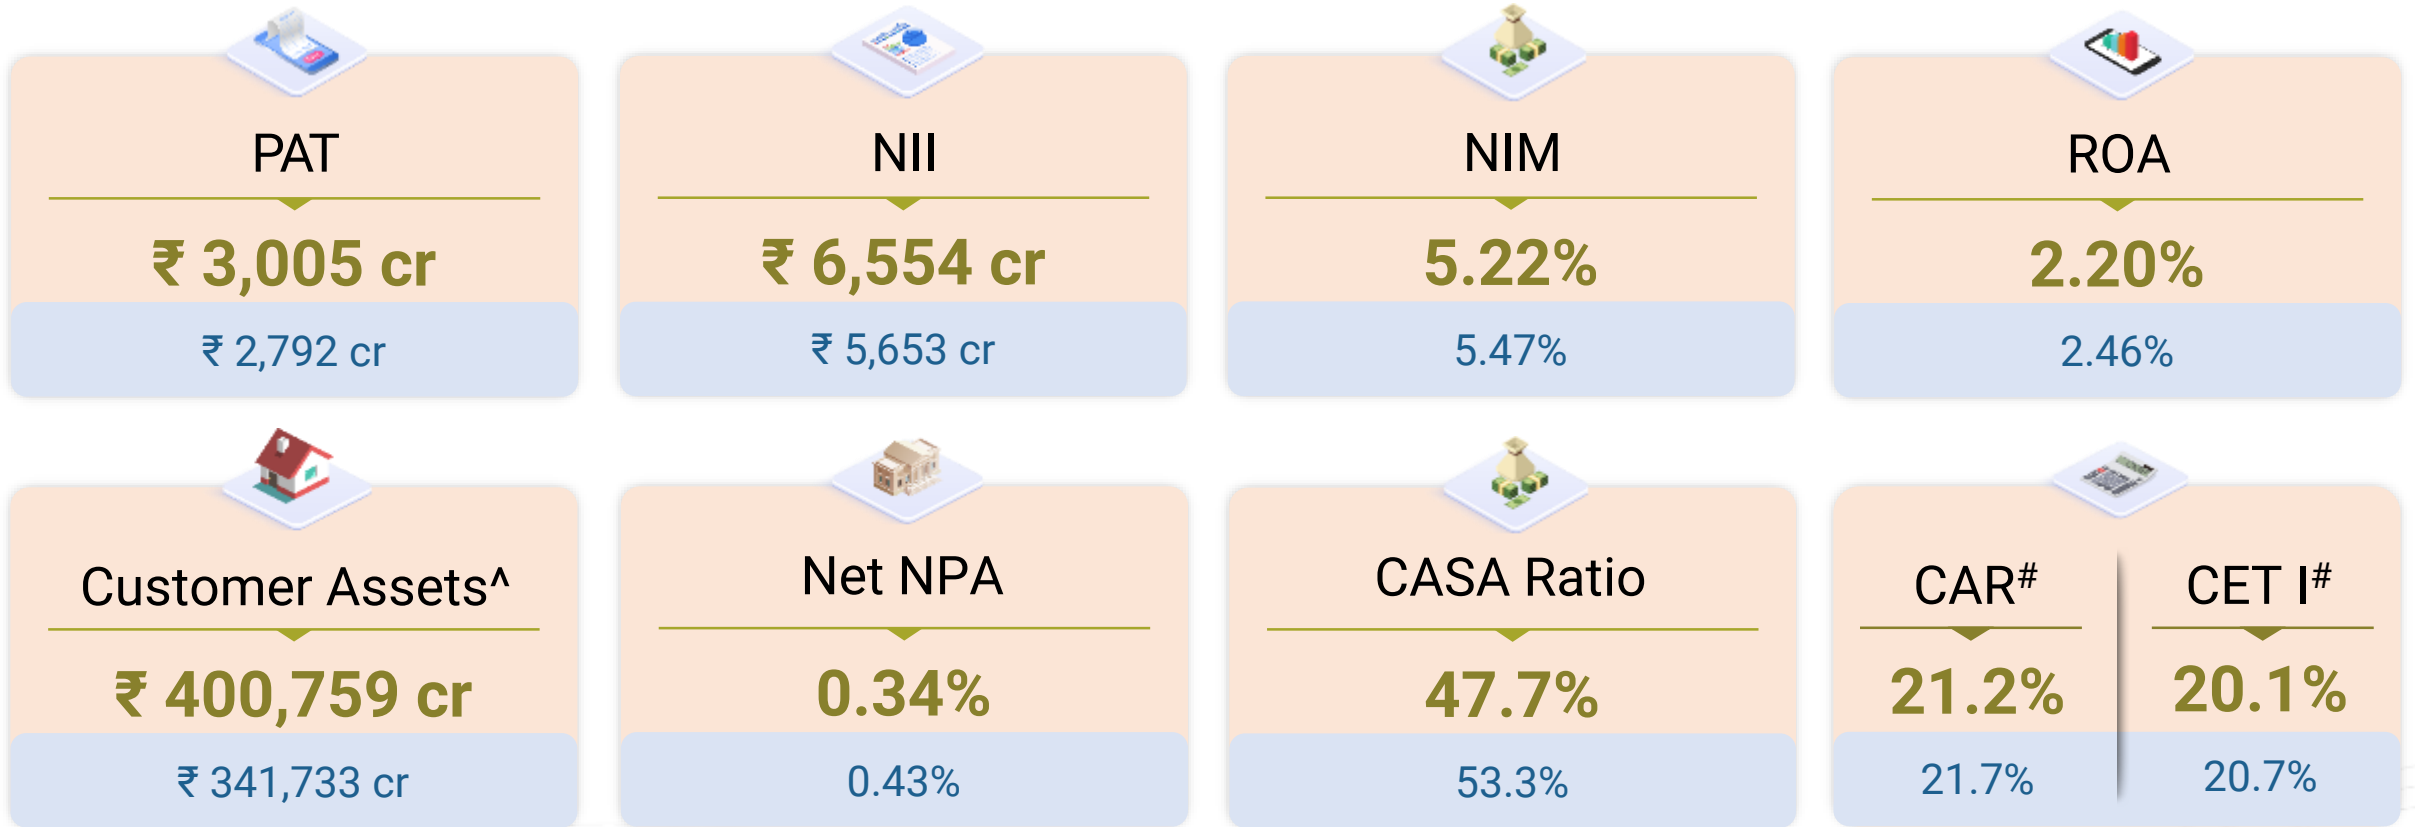 PAT
₹ 3,005 cr
₹ 2,792 cr
NII
₹ 6,554 cr
₹ 5,653 cr
NIM
5.22%
5.47%
ROA
2.20%
2.46%
Customer Assets^
₹ 400,759 cr
₹ 341,733 cr
Net NPA
0.34%
0.43%
CASA Ratio
47.7%
53.3%
CAR#
21.2%
21.7%
CET I#
20.1%
20.7%